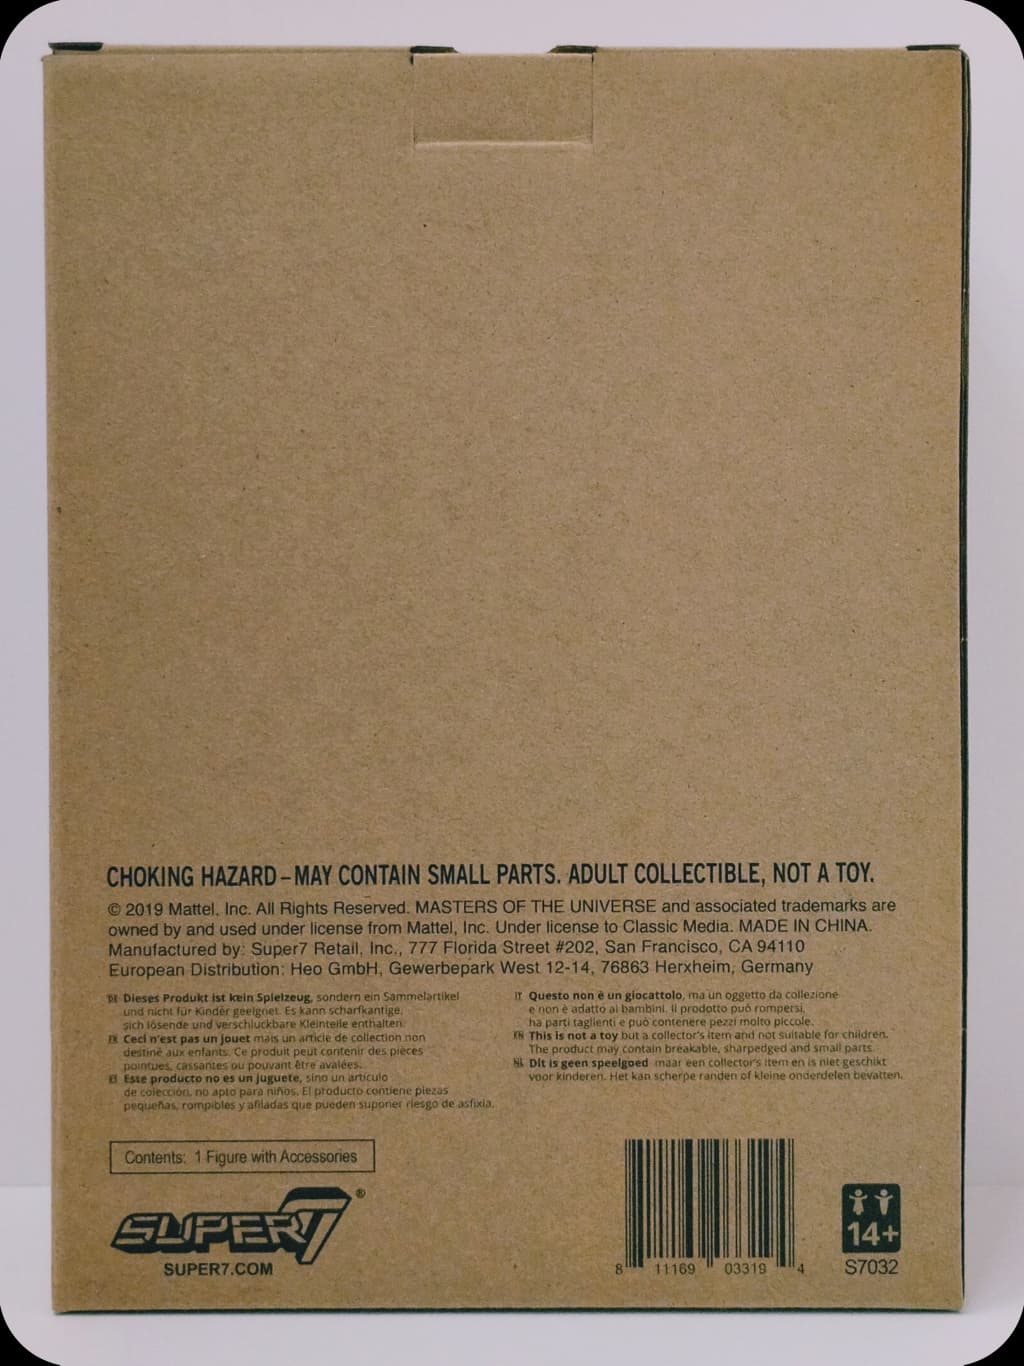 CHOKING HAZARD – MAY CONTAIN SMALL PARTS. ADULT COLLECTIBLE, NOT A TOY.
© 2019 Mattel, Inc. All Rights Reserved. MASTERS OF THE UNIVERSE and associated trademarks are
owned by and used under license from Mattel, Inc. Under license to Classic Media. MADE IN CHINA.
Manufactured by: Super7 Retail, Inc., 777 Florida Street #202, San Francisco, CA 94110
European Distribution: Heo GmbH, Gewerbepark West 12-14, 76863 Herxheim, Germany
DE Dieses Produkt ist kein Spielzeug, sondern ein Sammelartikel
und nicht für Kinder geeignet. Es kann scharfkantige,
sich lösende und verschluckbare Kleinteile enthalten.
FR Ceci n'est pas un jouet mais un article de collection non
destiné aux enfants. Ce produit peut contenir des pièces
pointues, cassantes ou pouvant être avalées.
ES Este producto no es un juguete, sino un artículo
de colección, no apto para niños. El producto contiene piezas
pequeñas, rompibles y afiladas que pueden suponer riesgo de asfixia.
IT Questo non è un giocattolo, ma un oggetto da collezione
e non è adatto ai bambini. Il prodotto può rompersi,
ha parti taglienti e può contenere pezzi molto piccole.
EN This is not a toy but a collector's item and not suitable for children.
The product may contain breakable, sharpedged and small parts.
NL Dit is geen speelgoed maar een collector's item en is niet geschikt
voor kinderen. Het kan scherpe randen of kleine onderdelen bevatten.
Contents: 1 Figure with Accessories
SUPER7®
SUPER7.COM
8 11169 03319 4
14+
S7032